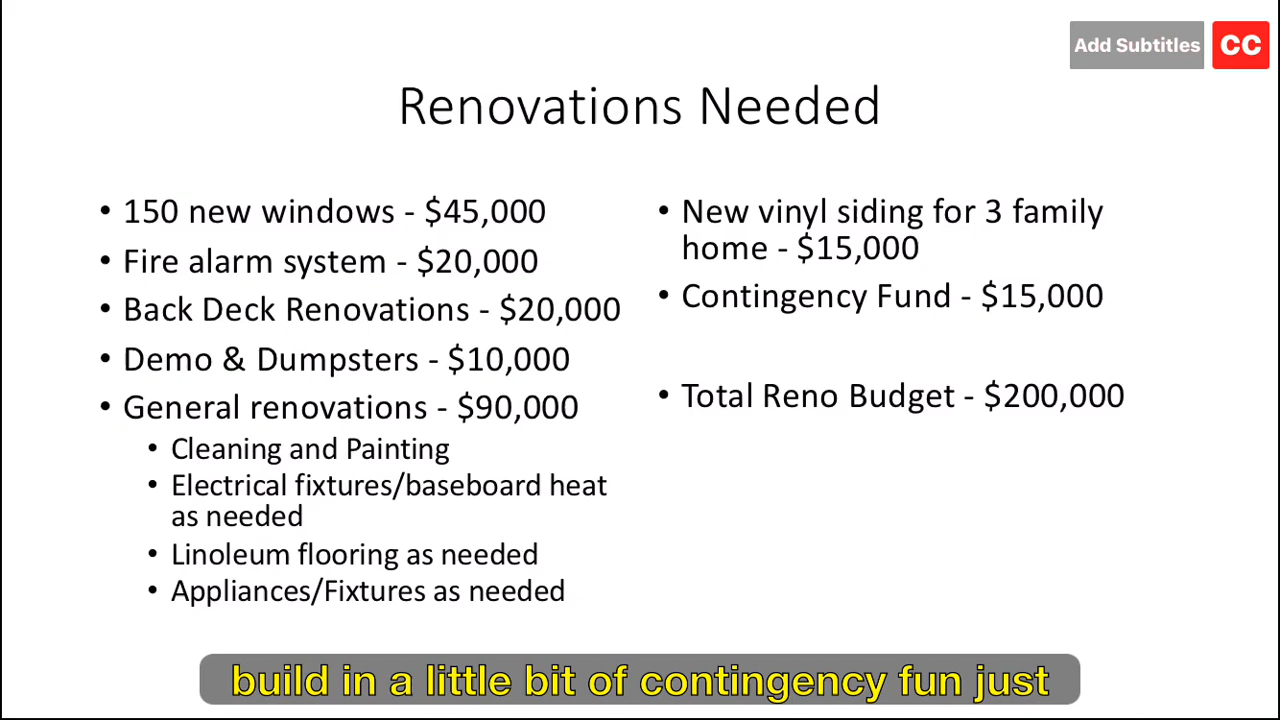 Add Subtitles CC
Renovations Needed
• 150 new windows - $45,000
• Fire alarm system - $20,000
• Back Deck Renovations - $20,000
• Demo & Dumpsters - $10,000
• General renovations - $90,000
• Cleaning and Painting
• Electrical fixtures/baseboard heat
as needed
• Linoleum flooring as needed
• Appliances/Fixtures as needed
• New vinyl siding for 3 family
home - $15,000
• Contingency Fund - $15,000
• Total Reno Budget - $200,000
build in a little bit of contingency fun just